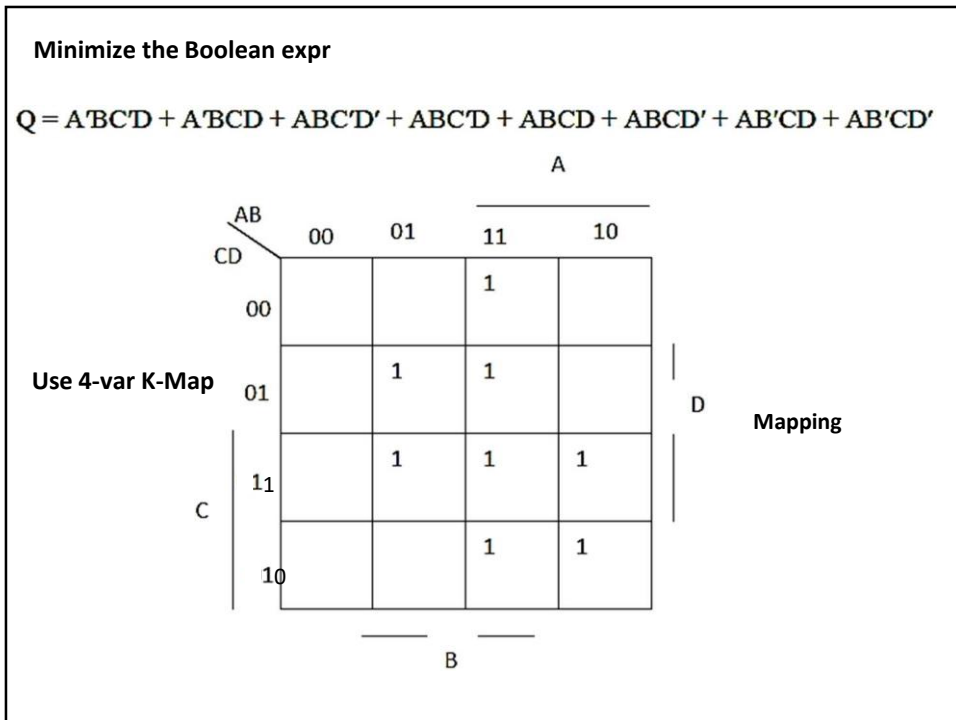 Minimize the Boolean expr
Q = A'BC'D + A'BCD + ABC'D' + ABC'D + ABCD + ABCD' + AB'CD + AB'CD'
A
AB
00 01 11 10
CD
1
00
1 1
Use 4-var K-Map
01
D
Mapping
1 1 1
11
C
1 1
10
B